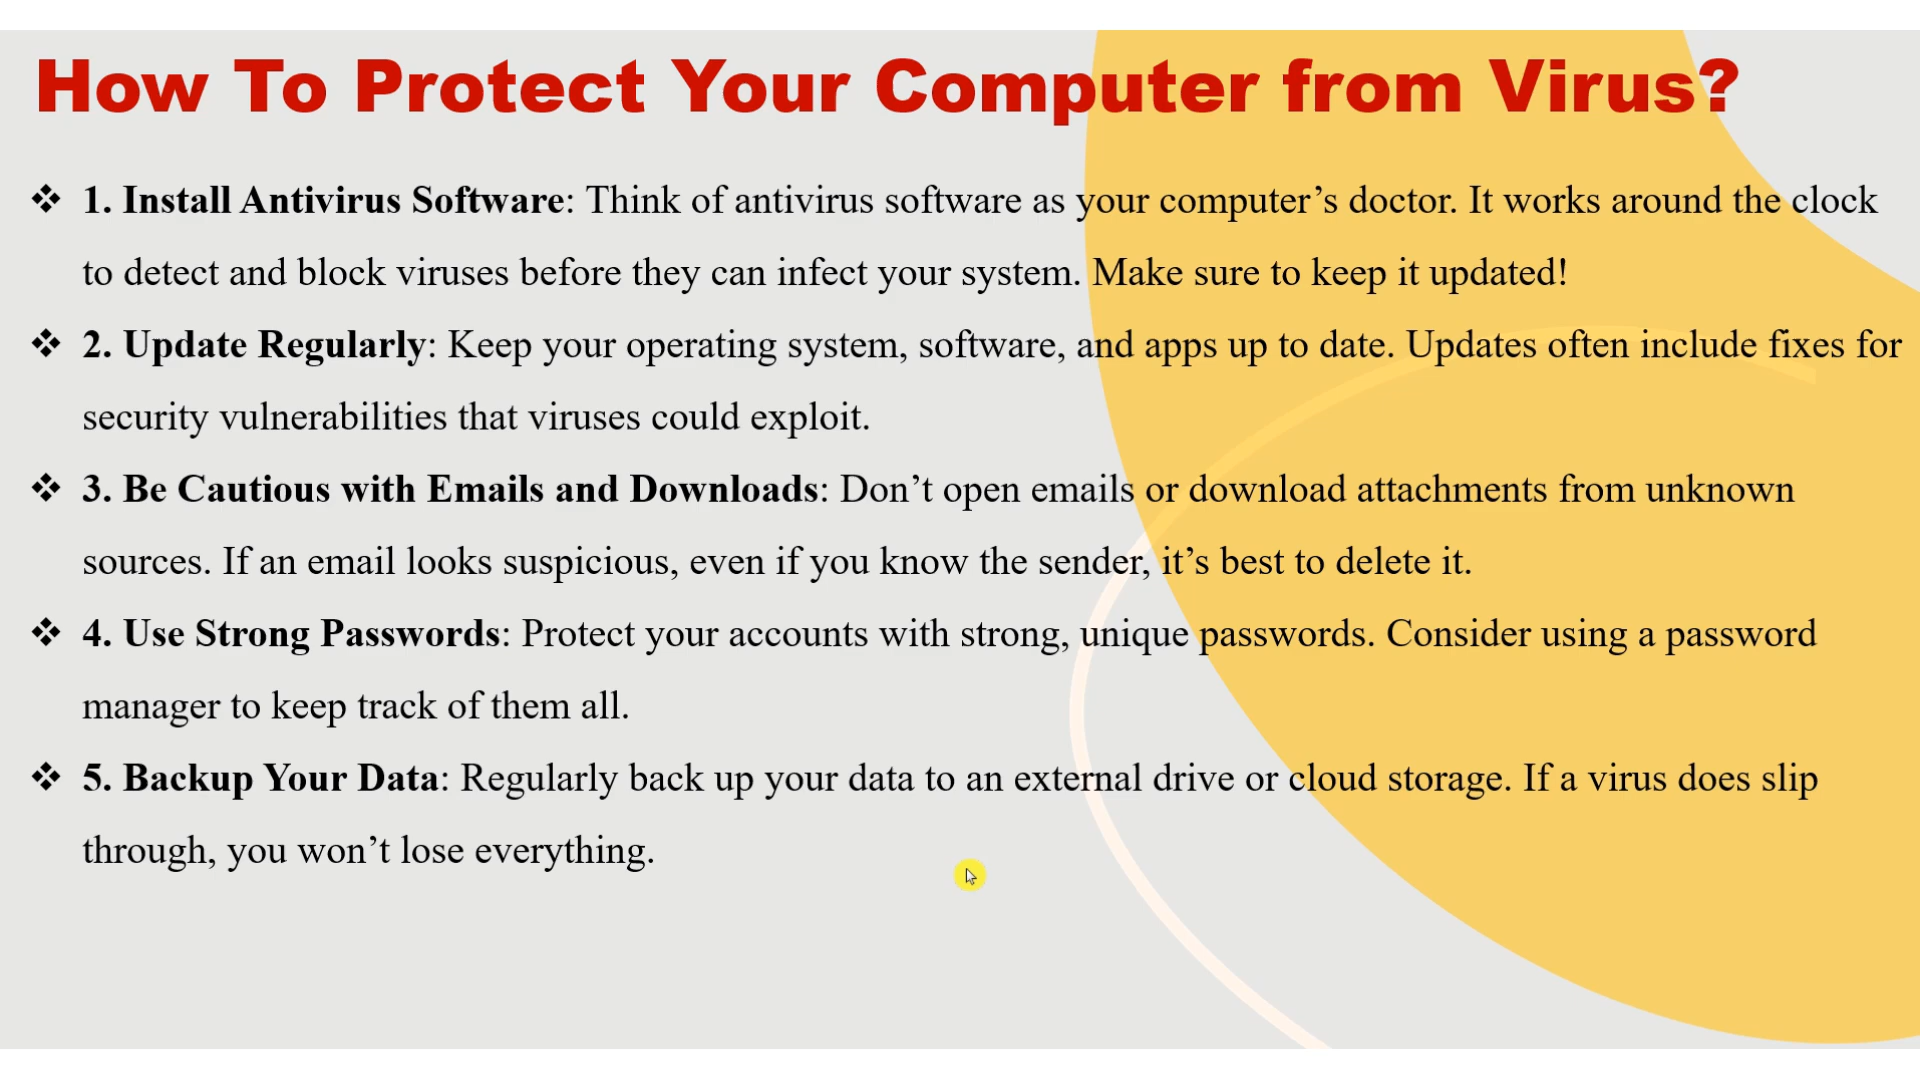 How To Protect Your Computer from Virus?
❖ 1. Install Antivirus Software: Think of antivirus software as your computer’s doctor. It works around the clock
to detect and block viruses before they can infect your system. Make sure to keep it updated!
❖ 2. Update Regularly: Keep your operating system, software, and apps up to date. Updates often include fixes for
security vulnerabilities that viruses could exploit.
❖ 3. Be Cautious with Emails and Downloads: Don’t open emails or download attachments from unknown
sources. If an email looks suspicious, even if you know the sender, it’s best to delete it.
❖ 4. Use Strong Passwords: Protect your accounts with strong, unique passwords. Consider using a password
manager to keep track of them all.
❖ 5. Backup Your Data: Regularly back up your data to an external drive or cloud storage. If a virus does slip
through, you won’t lose everything.